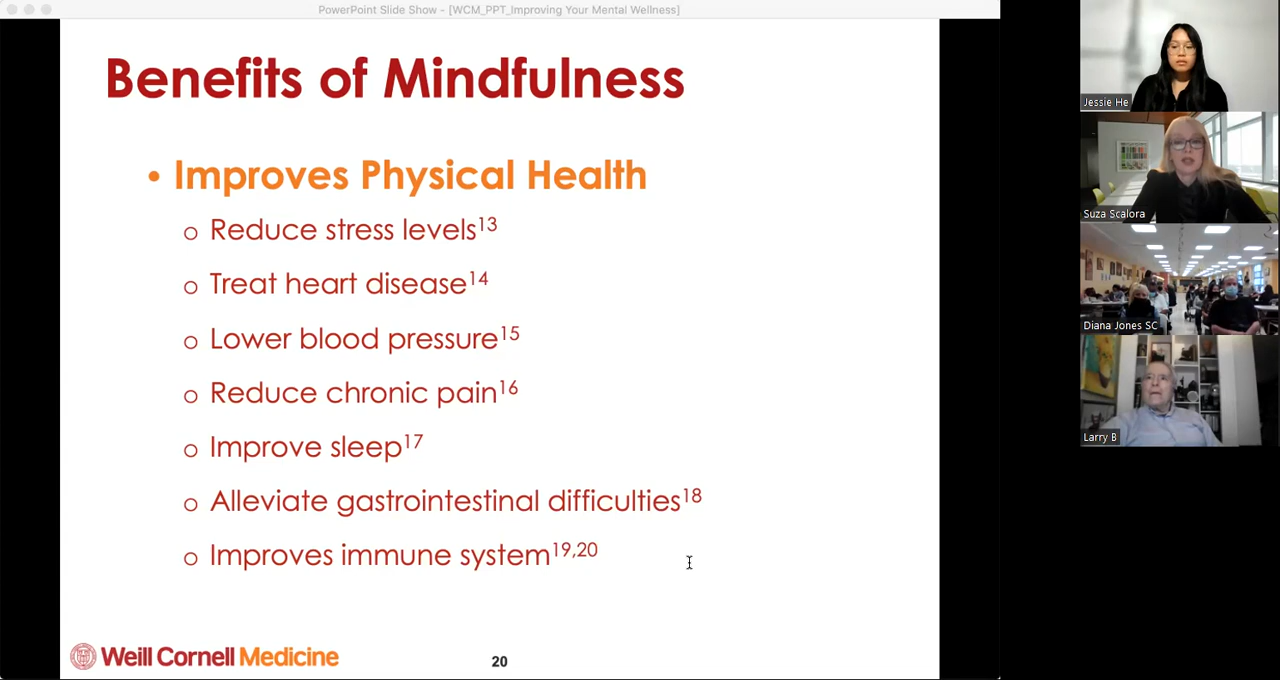 PowerPoint Slide Show - [WCM_PPT_Improving Your Mental Wellness]
Benefits of Mindfulness
• Improves Physical Health
o Reduce stress levels13
o Treat heart disease14
o Lower blood pressure15
o Reduce chronic pain16
o Improve sleep17
o Alleviate gastrointestinal difficulties18
o Improves immune system19,20
Weill Cornell Medicine
20
Jessie He
Suza Scalora
Diana Jones SC
Larry B